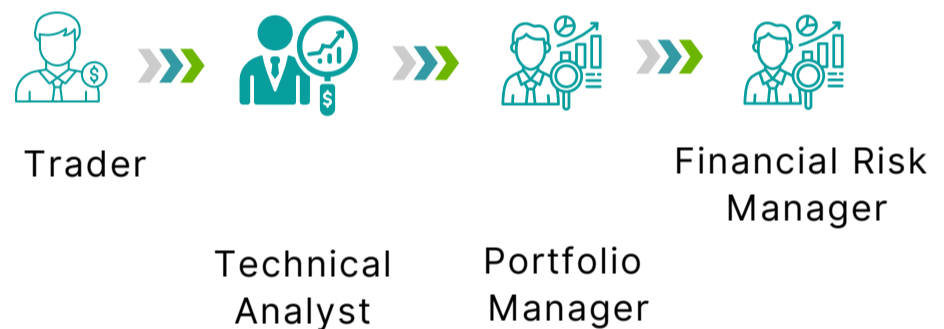 $
$
Trader
Technical
Analyst
Portfolio
Manager
Financial Risk
Manager